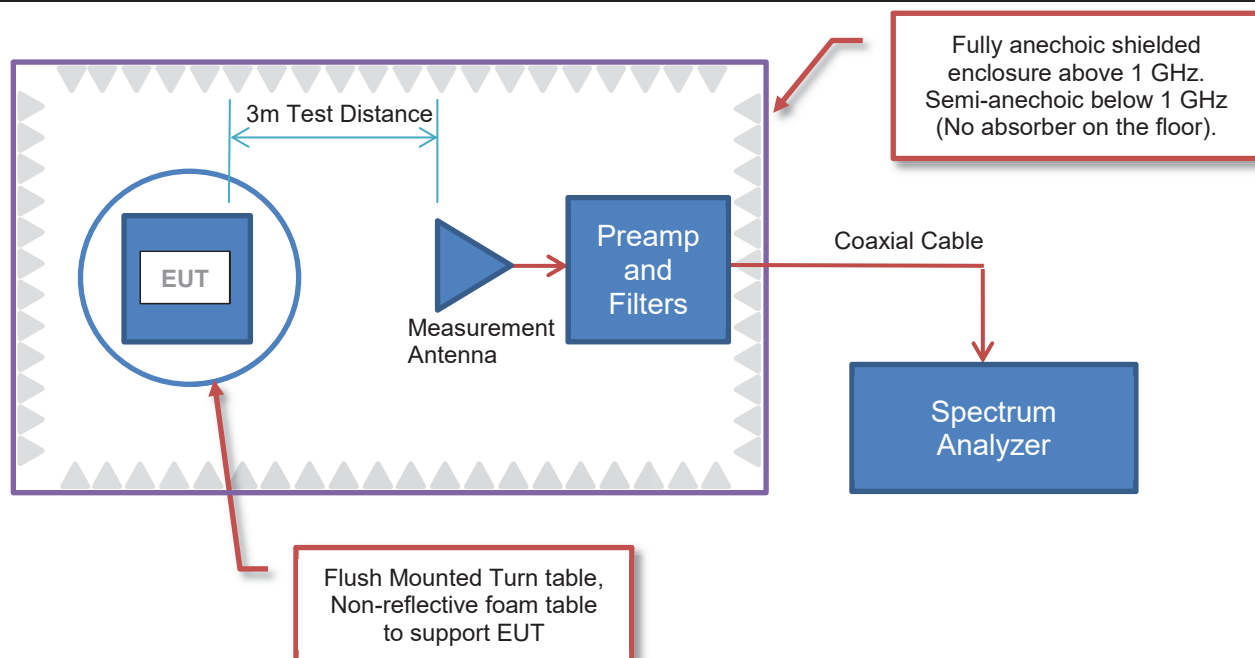 Fully anechoic shielded
enclosure above 1 GHz.
Semi-anechoic below 1 GHz
(No absorber on the floor).
3m Test Distance
EUT
Measurement
Antenna
Preamp
and
Filters
Coaxial Cable
Spectrum
Analyzer
Flush Mounted Turn table,
Non-reflective foam table
to support EUT